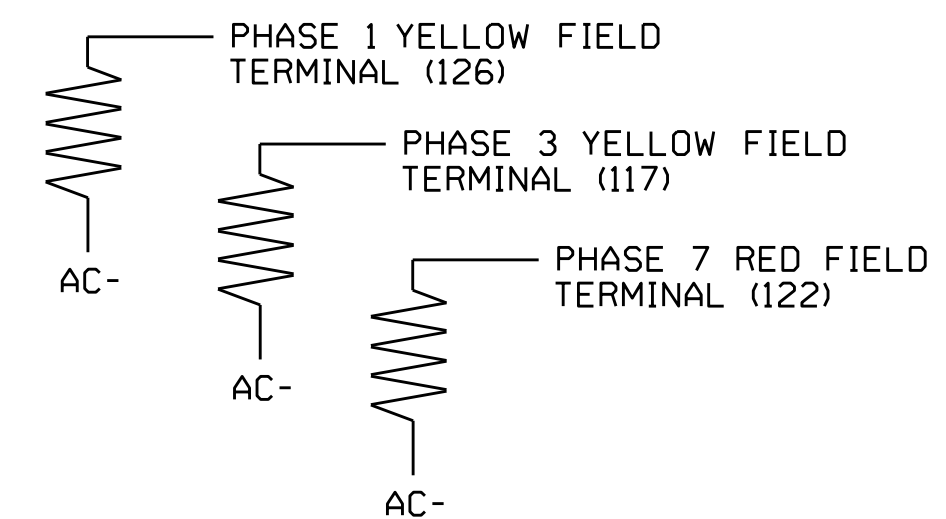 PHASE 1 YELLOW FIELD
TERMINAL (126)
AC-
PHASE 3 YELLOW FIELD
TERMINAL (117)
AC-
PHASE 7 RED FIELD
TERMINAL (122)
AC-